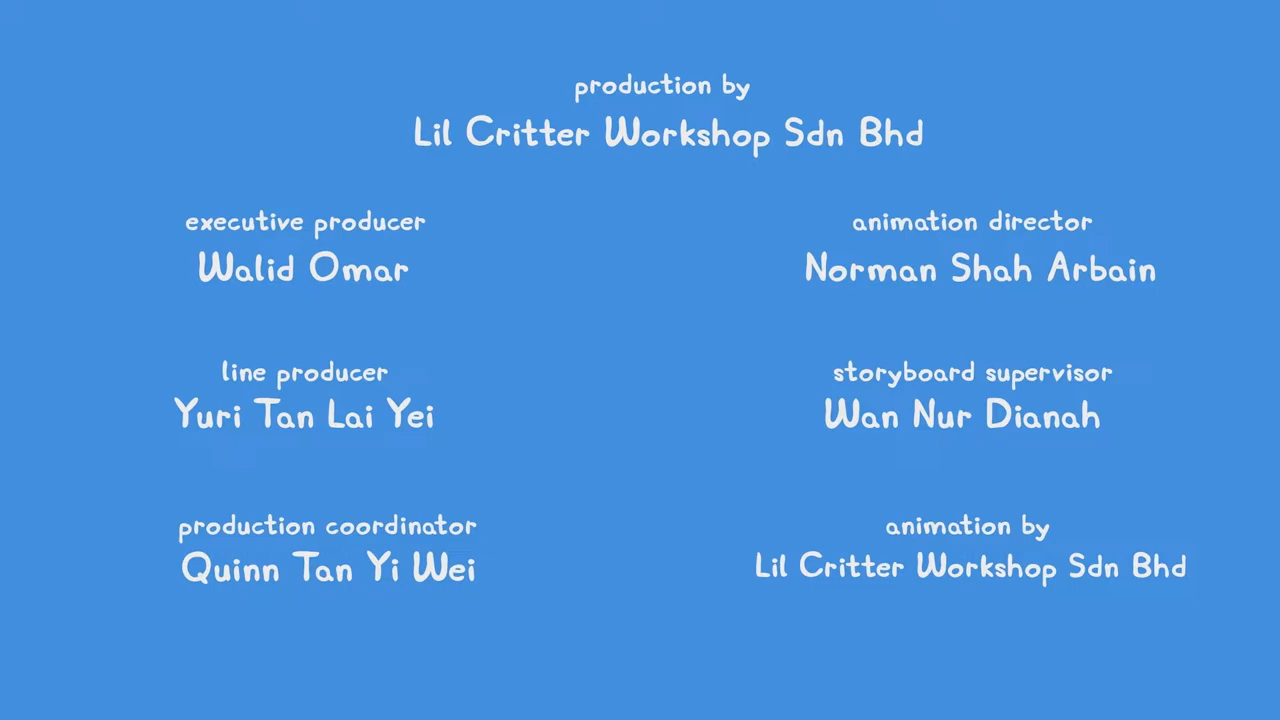 production by
Lil Critter Workshop Sdn Bhd
executive producer
Walid Omar
animation director
Norman Shah Arbain
line producer
Yuri Tan Lai Yei
storyboard supervisor
Wan Nur Dianah
production coordinator
Quinn Tan Yi Wei
animation by
Lil Critter Workshop Sdn Bhd